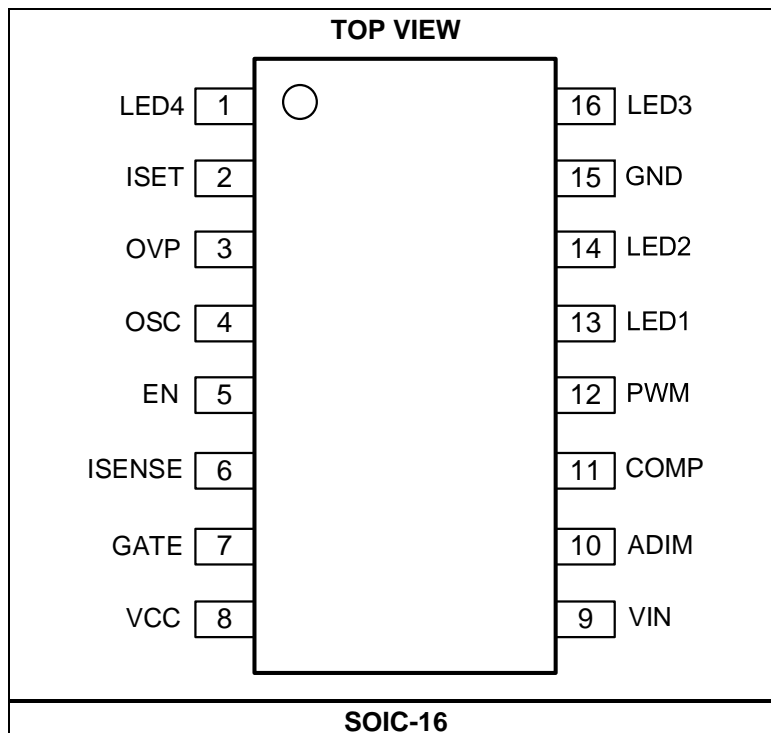 TOP VIEW
LED4 1 16 LED3
ISET 2 15 GND
OVP 3 14 LED2
OSC 4 13 LED1
EN 5 12 PWM
ISENSE 6 11 COMP
GATE 7 10 ADIM
VCC 8 9 VIN
SOIC-16